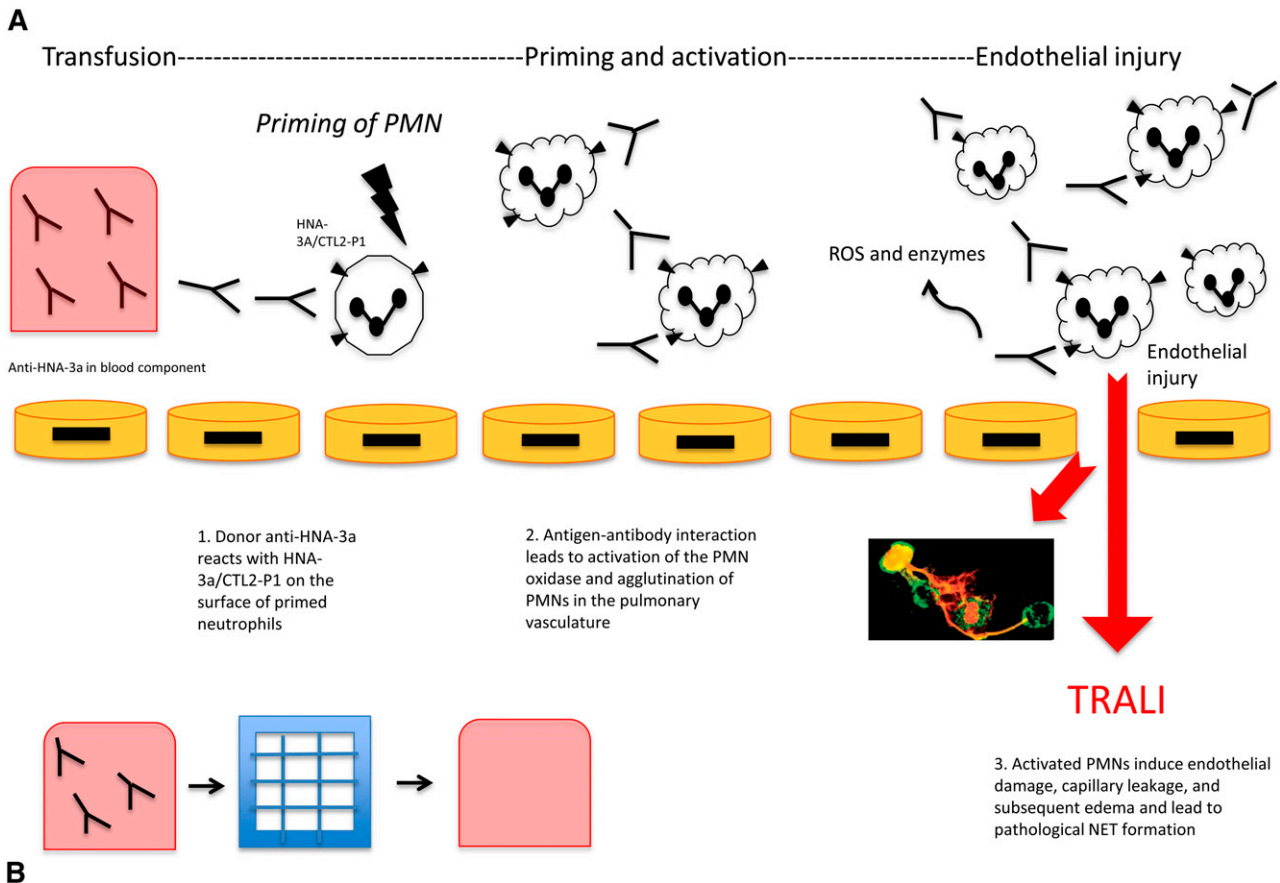 A
Transfusion------------------------------------Priming and activation-------------------Endothelial injury
Priming of PMN
HNA-
3A/CTL2-P1
ROS and enzymes
Anti-HNA-3a in blood component
Endothelial
injury
1. Donor anti-HNA-3a
reacts with HNA-
3a/CTL2-P1 on the
surface of primed
neutrophils
2. Antigen-antibody interaction
leads to activation of the PMN
oxidase and agglutination of
PMNs in the pulmonary
vasculature
TRALI
3. Activated PMNs induce endothelial
damage, capillary leakage, and
subsequent edema and lead to
pathological NET formation
B